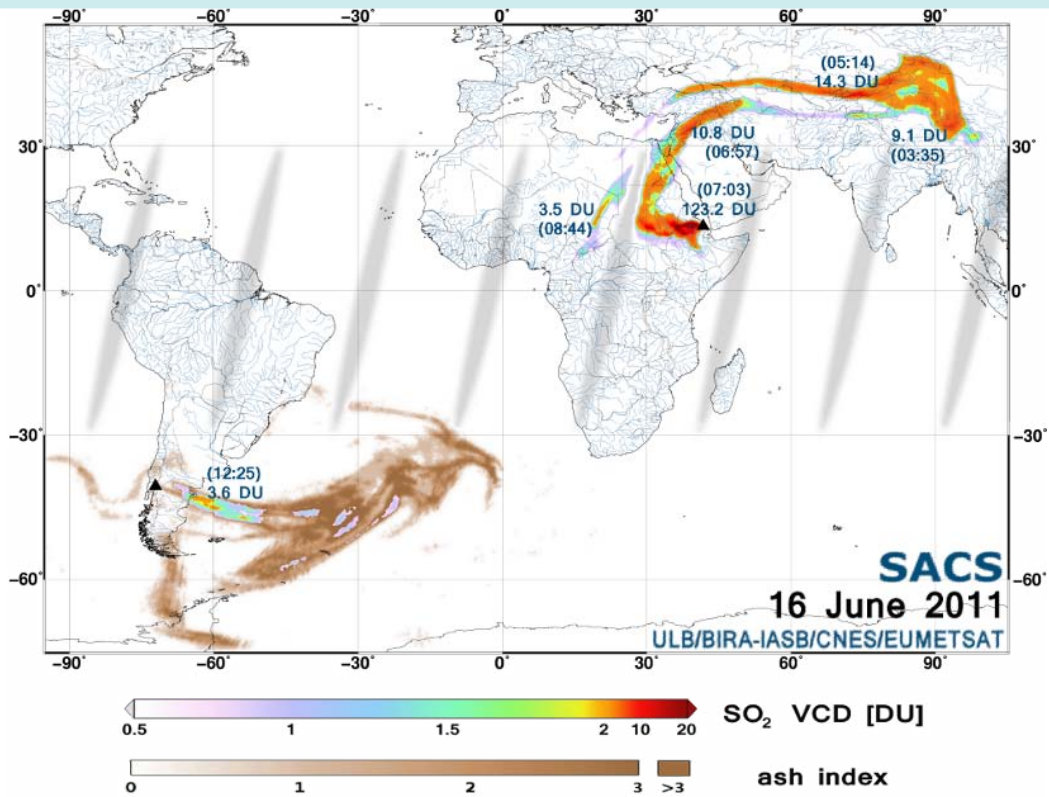 −90° −60° −30° 0° 30° 60° 90°
(05:14)
14.3 DU
10.8 DU
(06:57)
9.1 DU
(03:35)
30° 30°
(07:03)
123.2 DU
3.5 DU
(08:44)
0° 0°
−30° −30°
(12:25)
3.6 DU
−60° −60°
SACS
16 June 2011
ULB/BIRA-IASB/CNES/EUMETSAT
−90° −60° −30° 0° 30° 60° 90°
0.5 1 1.5 2 10 20
SO₂ VCD [DU]
0 1 2 3 >3
ash index